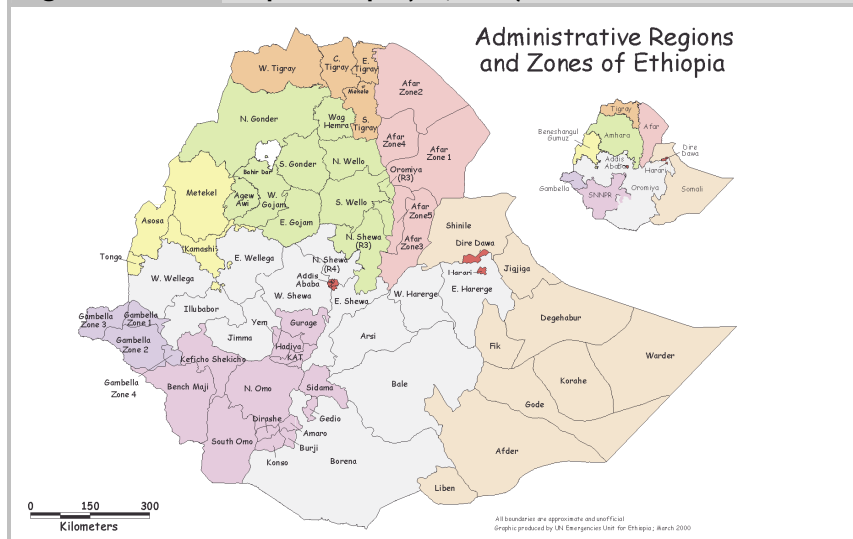 Administrative Regions
and Zones of Ethiopia
W. Tigray
C.
Tigray
E.
Tigray
Mekele
S.
Tigray
Afar
Zone2
Afar
Zone4
Afar
Zone 1
Oromiya
(R3)
Afar
Zone5
Afar
Zone3
N. Gonder
Wag
Hemra
S. Gonder
N. Wello
Bahir Dar
Agew
Awi
W.
Gojam
S. Wello
E. Gojam
N. Shewa
(R3)
Metekel
Asosa
Kamashi
Tongo
W. Wellega
E. Wellega
N. Shewa
(R4)
Addis
Ababa
W. Shewa
E. Shewa
Illubabor
Jimma
Yem
Gurage
Hadiya
KAT
Arsi
W. Harerge
E. Harerge
Shinile
Dire Dawa
Harari
Jigjiga
Degehabur
Fik
Warder
Korahe
Gode
Afder
Liben
Bale
Borena
Gambella
Zone 3
Gambella
Zone 1
Gambella
Zone 2
Gambella
Zone 4
Keficho Shekicho
Bench Maji
N. Omo
Sidama
South Omo
Dirashe
Gedio
Amaro
Burji
Konso
Tigray
Afar
Beneshangul
Gumuz
Amhara
Dire
Dawa
Addis
Ababa
Harari
Gambella
SNNPR
Oromiya
Somali
0 150 300
Kilometers
All boundaries are approximate and unofficial
Graphic produced by UN Emergencies Unit for Ethiopia; March 2000